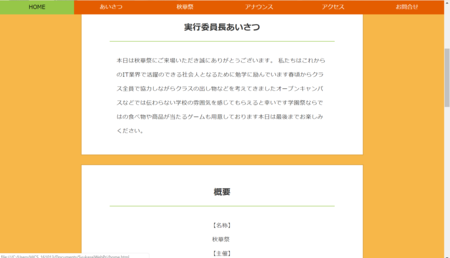 HOME あいさつ 秋華祭 アナウンス アクセス お問合せ
実行委員長あいさつ
本日は秋華祭にご来場いただき誠にありがとうございます。 私たちはこれから
のIT業界で活躍のできる社会人となるために勉学に励んでいます春頃からクラ
ス全員で協力しながらクラスの出し物などを考えてきましたオープンキャンパ
スなどでは伝わらない学校の雰囲気を感じてもらえると幸いです学園祭ならで
はの食べ物や景品が当たるゲームも用意しております本日は最後までお楽しみ
ください。
概要
【名称】
秋華祭
【主催】